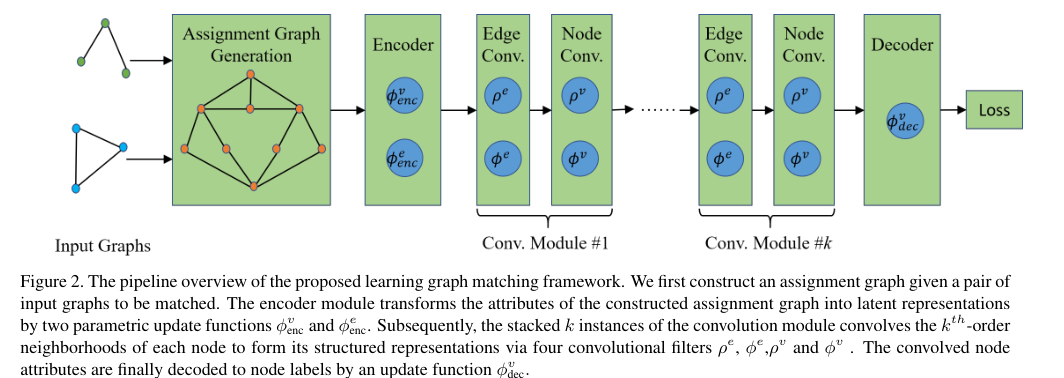 Assignment Graph
Generation
Encoder
Edge
Conv.
Node
Conv.
Edge
Conv.
Node
Conv.
Decoder
ϕ^v_enc
ρ^e
ρ^v
......
ρ^e
ρ^v
ϕ^v_dec
Loss
ϕ^e_enc
ϕ^e
ϕ^v
ϕ^e
ϕ^v
Input Graphs
Conv. Module #1
Conv. Module #k
Figure 2. The pipeline overview of the proposed learning graph matching framework. We first construct an assignment graph given a pair of
input graphs to be matched. The encoder module transforms the attributes of the constructed assignment graph into latent representations
by two parametric update functions ϕ^v_enc and ϕ^e_enc. Subsequently, the stacked k instances of the convolution module convolves the k^th-order
neighborhoods of each node to form its structured representations via four convolutional filters ρ^e, ϕ^e,ρ^v and ϕ^v . The convolved node
attributes are finally decoded to node labels by an update function ϕ^v_dec.